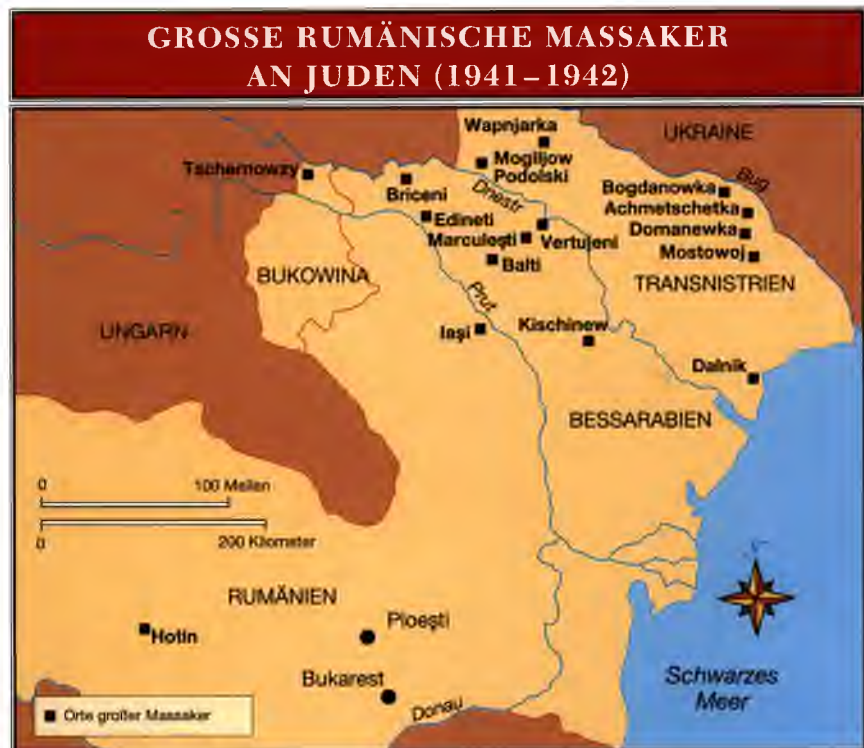 GROSSE RUMÄNISCHE MASSAKER
AN JUDEN (1941–1942)
Wapnjarka
UKRAINE
Tschernowzy
Mogiljow
Podolski
Bug
Briceni
Dnestr
Bogdanowka
Edineti
Achmetschetka
Marculeşti
Vertujeni
Domanewka
Balti
Mostowoj
BUKOWINA
TRANSNISTRIEN
Prut
UNGARN
Iaşi
Kischinew
Dalnik
BESSARABIEN
0
100 Meilen
0
200 Kilometer
RUMÄNIEN
Ploeşti
Hotin
Bukarest
Schwarzes
Meer
Donau
Orte großer Massaker